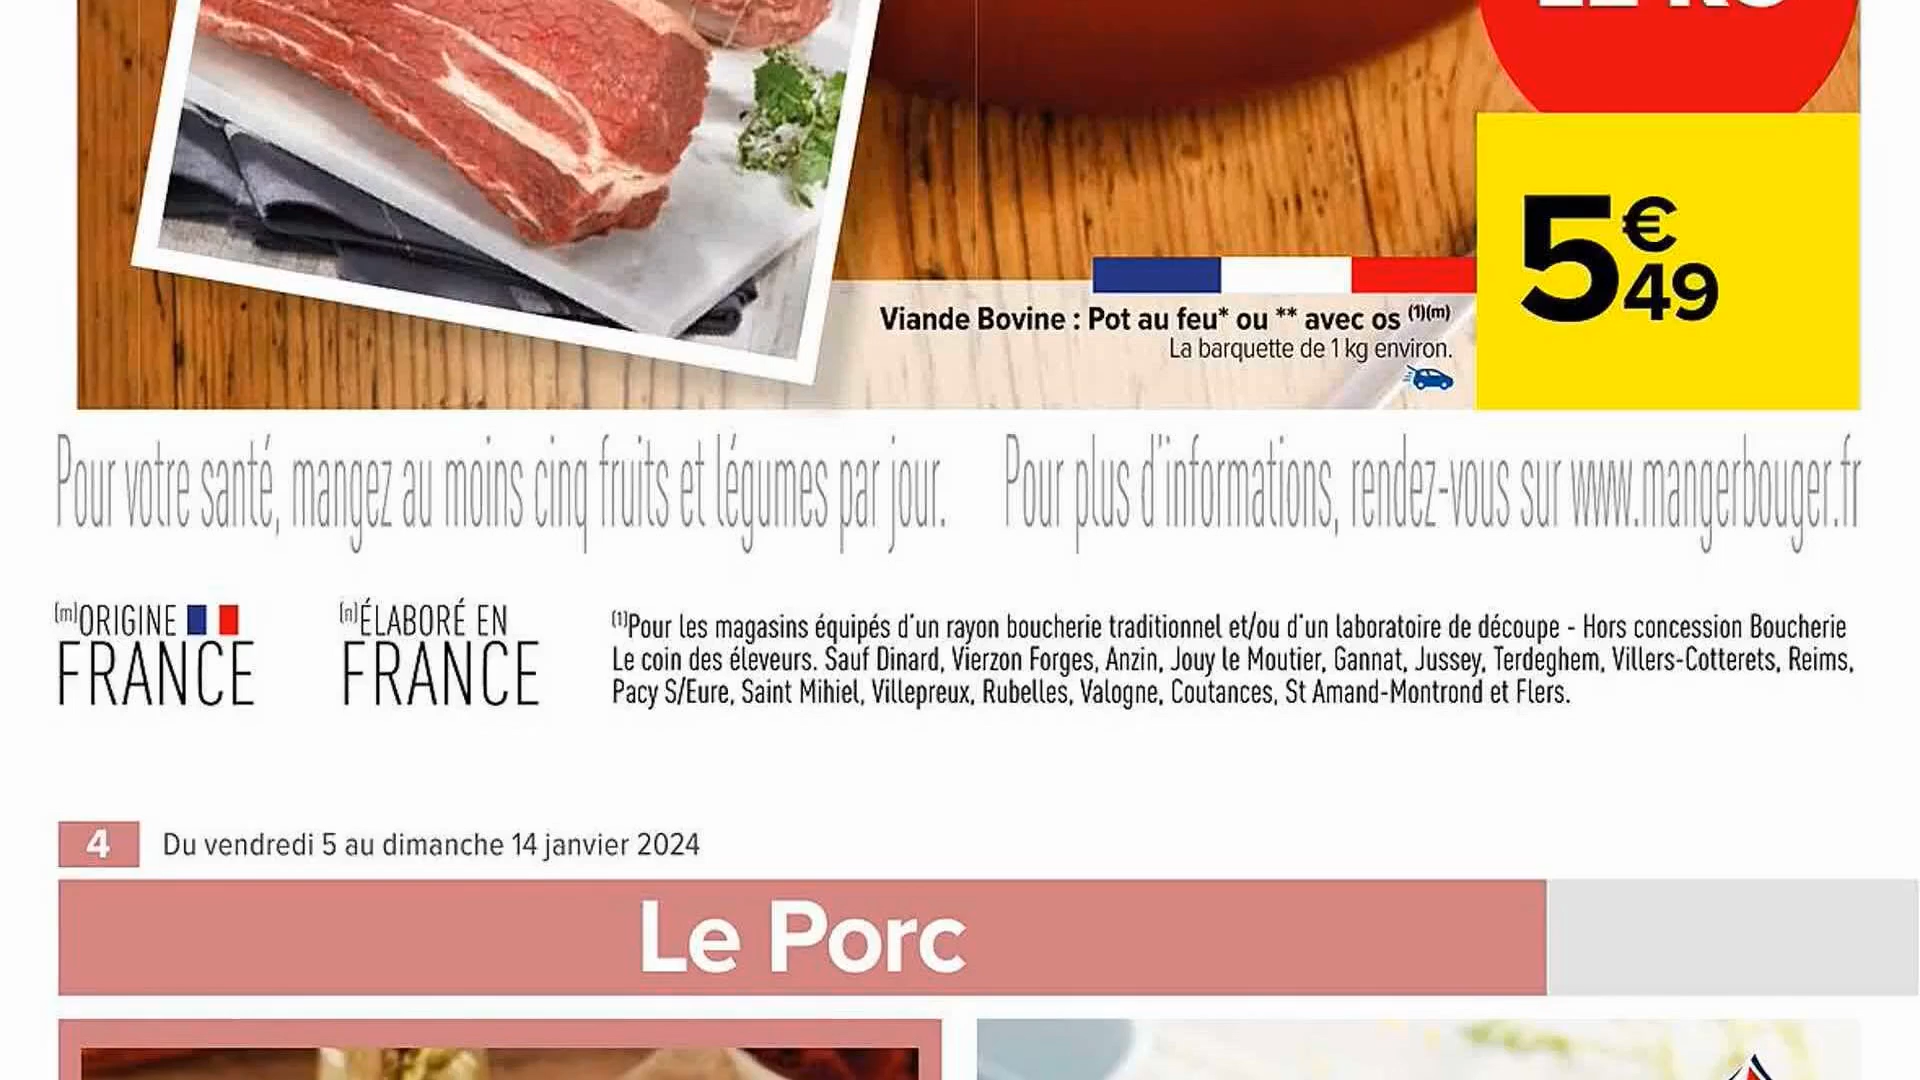 LE KG
5€49
Viande Bovine : Pot au feu* ou ** avec os (1)(m)
La barquette de 1 kg environ.
Pour votre santé, mangez au moins cinq fruits et légumes par jour. Pour plus d'informations, rendez-vous sur www.mangerbouger.fr
(m)ORIGINE
FRANCE
(n)ÉLABORÉ EN
FRANCE
(1)Pour les magasins équipés d'un rayon boucherie traditionnel et/ou d'un laboratoire de découpe - Hors concession Boucherie
Le coin des éleveurs. Sauf Dinard, Vierzon Forges, Anzin, Jouy le Moutier, Gannat, Jussey, Terdeghem, Villers-Cotterets, Reims,
Pacy S/Eure, Saint Mihiel, Villepreux, Rubelles, Valogne, Coutances, St Amand-Montrond et Flers.
4 Du vendredi 5 au dimanche 14 janvier 2024
Le Porc